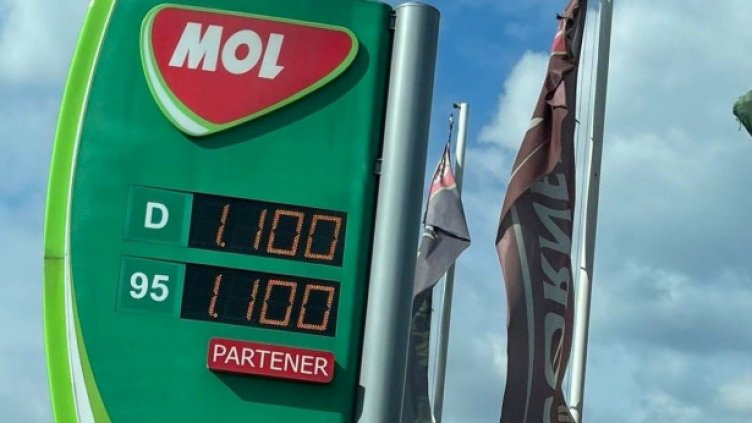 MOL
D 1.100
95 1.100
PARTENER